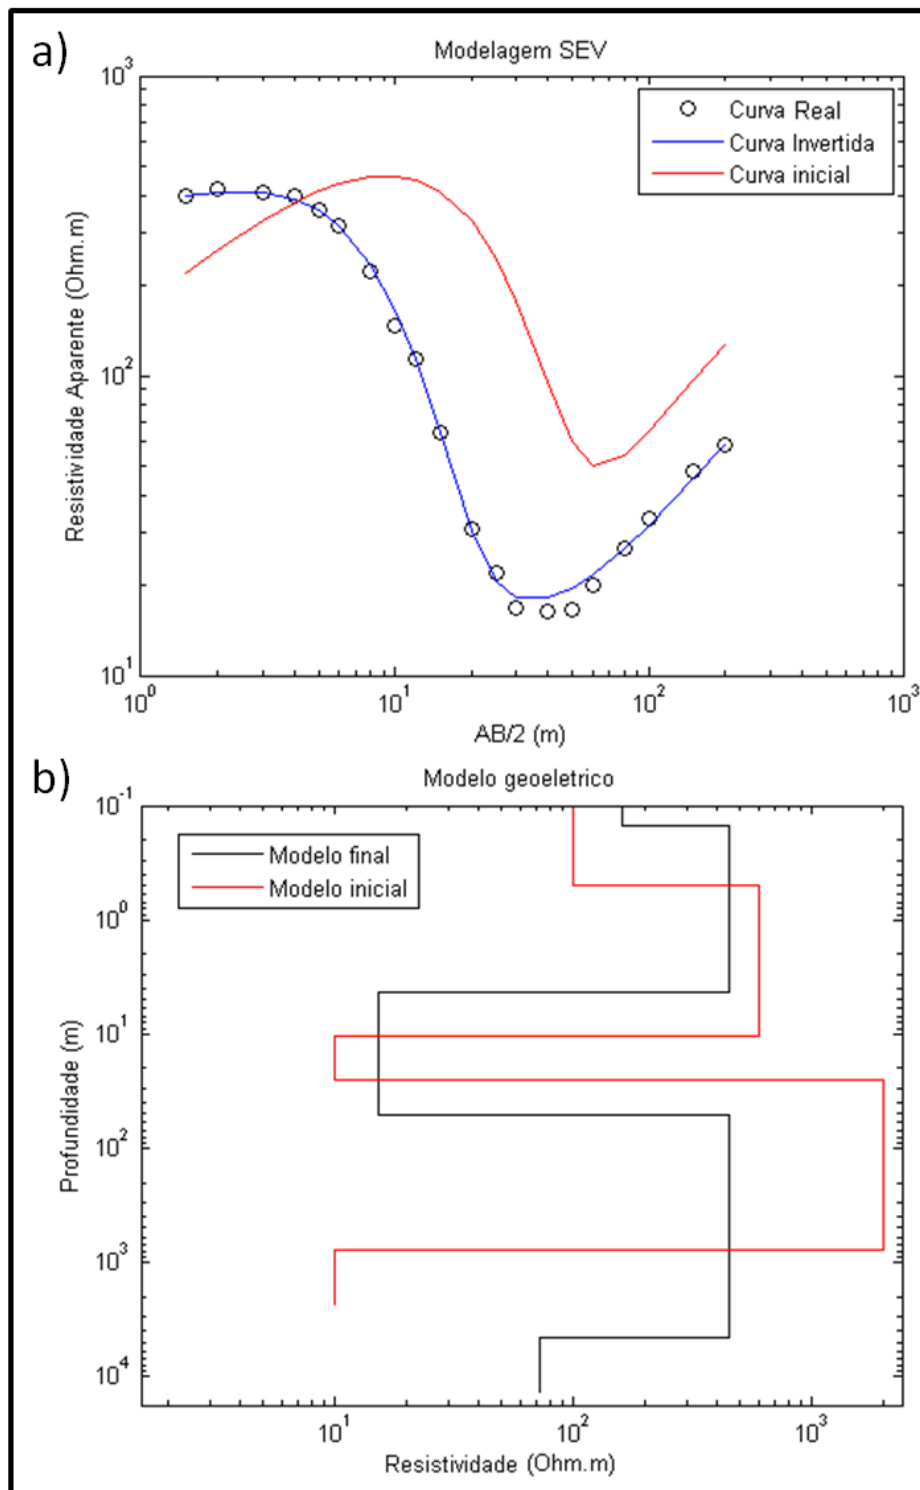 a)
Modelagem SEV
10³
Curva Real
Curva Invertida
Curva inicial
Resistividade Aparente (Ohm.m)
10²
10¹
10⁰
10¹
10²
10³
AB/2 (m)
b)
Modelo geoeletrico
10⁻¹
Modelo final
Modelo inicial
10⁰
Profundidade (m)
10¹
10²
10³
10⁴
10¹
10²
10³
Resistividade (Ohm.m)